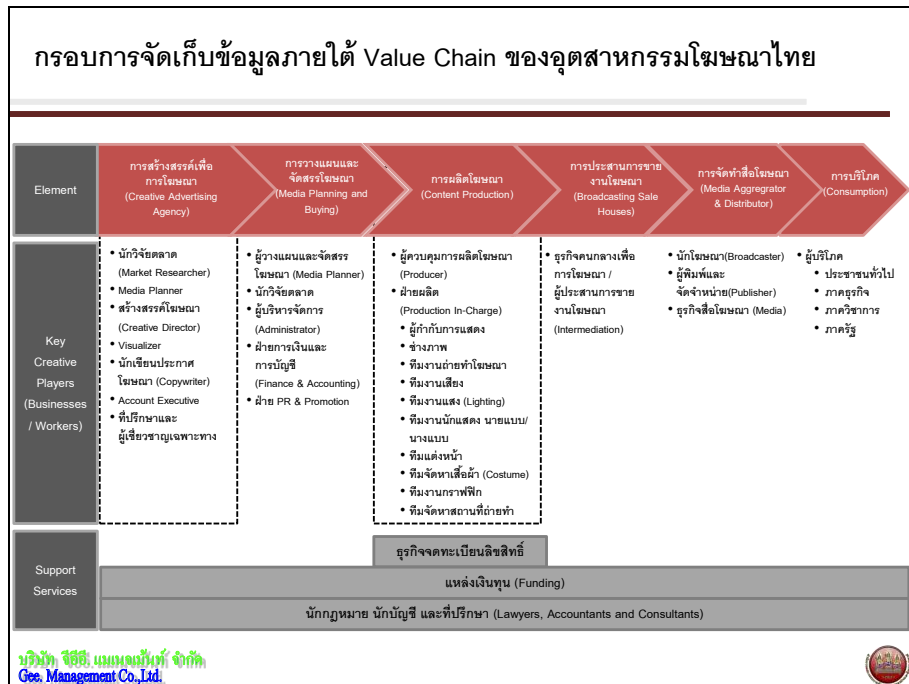 กรอบการจัดเก็บข้อมูลภายใต้ Value Chain ของอุตสาหกรรมโฆษณาไทย
Element
การสร้างสรรค์เพื่อ
การโฆษณา
(Creative Advertising
Agency)
การวางแผนและ
จัดสรรโฆษณา
(Media Planning and
Buying)
การผลิตโฆษณา
(Content Production)
การประสานการขาย
งานโฆษณา
(Broadcasting Sale
Houses)
การจัดทำสื่อโฆษณา
(Media Aggregrator
& Distributor)
การบริโภค
(Consumption)
Key
Creative
Players
(Businesses
/ Workers)
• นักวิจัยตลาด
(Market Researcher)
• Media Planner
• สร้างสรรค์โฆษณา
(Creative Director)
• Visualizer
• นักเขียนประกาศ
โฆษณา (Copywriter)
• Account Executive
• ที่ปรึกษาและ
ผู้เชี่ยวชาญเฉพาะทาง
• ผู้วางแผนและจัดสรร
โฆษณา (Media Planner)
• นักวิจัยตลาด
• ผู้บริหารจัดการ
(Administrator)
• ฝ่ายการเงินและ
การบัญชี
(Finance & Accounting)
• ฝ่าย PR & Promotion
• ผู้ควบคุมการผลิตโฆษณา
(Producer)
• ฝ่ายผลิต
(Production In-Charge)
• ผู้กำกับการแสดง
• ช่างภาพ
• ทีมงานถ่ายทำโฆษณา
• ทีมงานเสียง
• ทีมงานแสง (Lighting)
• ทีมงานนักแสดง นายแบบ/
นางแบบ
• ทีมแต่งหน้า
• ทีมจัดหาเสื้อผ้า (Costume)
• ทีมงานกราฟฟิก
• ทีมจัดหาสถานที่ถ่ายทำ
• ธุรกิจคนกลางเพื่อ
การโฆษณา /
ผู้ประสานการขาย
งานโฆษณา
(Intermediation)
• นักโฆษณา(Broadcaster)
• ผู้พิมพ์และ
จัดจำหน่าย(Publisher)
• ธุรกิจสื่อโฆษณา (Media)
• ผู้บริโภค
• ประชาชนทั่วไป
• ภาคธุรกิจ
• ภาควิชาการ
• ภาครัฐ
Support
Services
ธุรกิจจดทะเบียนลิขสิทธิ์
แหล่งเงินทุน (Funding)
นักกฎหมาย นักบัญชี และที่ปรึกษา (Lawyers, Accountants and Consultants)
บริษัท จีอีอี. แมเนจเม้นท์ จำกัด
Gee. Management Co.,Ltd.